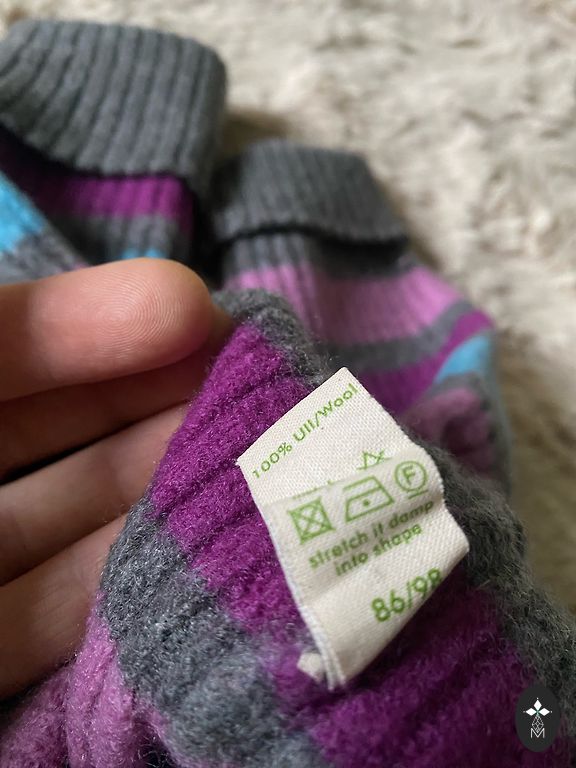 100% Ull/Wool
F
stretch it damp
into shape
86/98